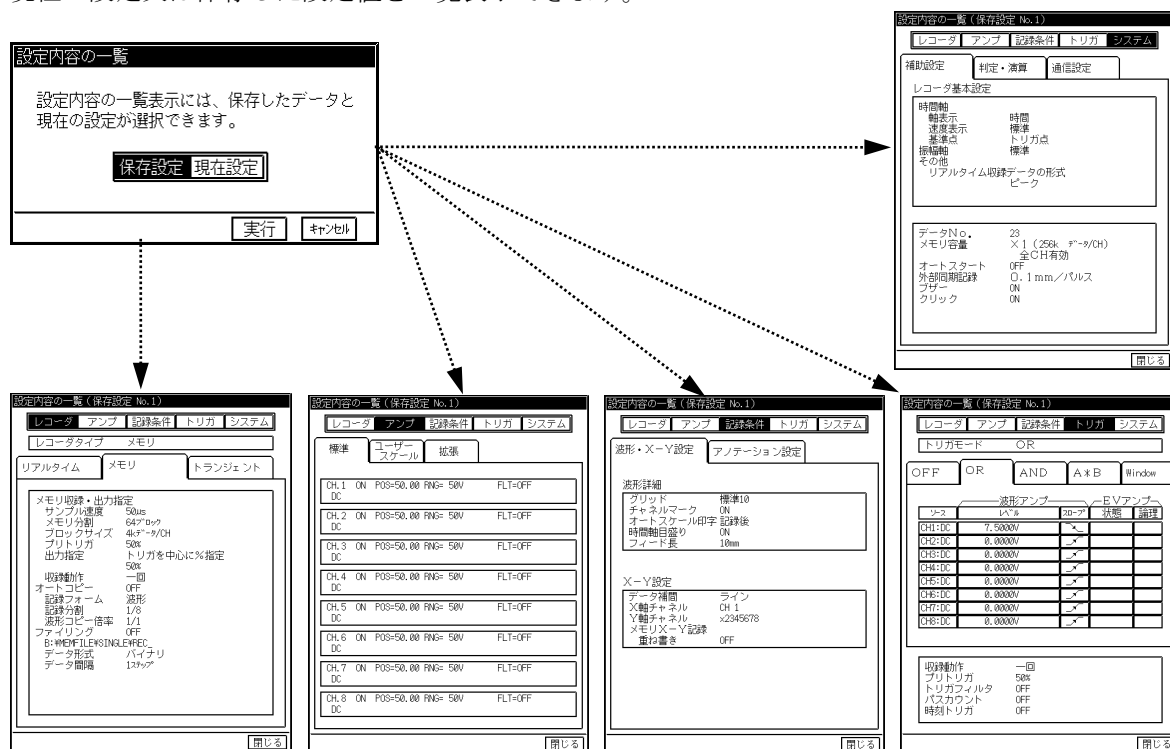 設定内容の一覧
設定内容の一覧表示には、保存したデータと
現在の設定が選択できます。
保存設定 現在設定
実行 キャンセル
設定内容の一覧(保存設定 No.1)
レコーダ アンプ 記録条件 トリガ システム
補助設定 判定・演算 通信設定
レコーダ基本設定
時間軸
軸表示 時間
速度表示 標準
基準点 トリガ点
振幅軸 標準
その他
リアルタイム収録データの形式
ピーク
データNo. 23
メモリ容量 ×1(256k データ/CH)
全CH有効
オートスタート OFF
外部同期記録 0.1mm/パルス
ブザー ON
クリック ON
閉じる
設定内容の一覧(保存設定 No.1)
レコーダ アンプ 記録条件 トリガ システム
レコーダタイプ メモリ
リアルタイム メモリ トランジェント
メモリ収録・出力指定
サンプル速度 50us
メモリ分割 64ブロック
ブロックサイズ 4kデータ/CH
プリトリガ 50%
出力指定 トリガを中心に%指定
50%
収録動作 一回
オートコピー OFF
記録フォーム 波形
記録分割 1/8
波形コピー倍率 1/1
ファイリング OFF
B:¥MEMFILE¥SINGLE¥REC_
データ形式 バイナリ
データ間隔 1ステップ
閉じる
設定内容の一覧(保存設定 No.1)
レコーダ アンプ 記録条件 トリガ システム
標準 ユーザースケール 拡張
CH.1 ON POS=50.00 RNG= 50V FLT=OFF
DC
CH.2 ON POS=50.00 RNG= 50V FLT=OFF
DC
CH.3 ON POS=50.00 RNG= 50V FLT=OFF
DC
CH.4 ON POS=50.00 RNG= 50V FLT=OFF
DC
CH.5 ON POS=50.00 RNG= 50V FLT=OFF
DC
CH.6 ON POS=50.00 RNG= 50V FLT=OFF
DC
CH.7 ON POS=50.00 RNG= 50V FLT=OFF
DC
CH.8 ON POS=50.00 RNG= 50V FLT=OFF
DC
閉じる
設定内容の一覧(保存設定 No.1)
レコーダ アンプ 記録条件 トリガ システム
波形・X-Y設定 アノテーション設定
波形詳細
グリッド 標準10
チャネルマーク ON
オートスケール印字 記録後
時間軸目盛り ON
フィード長 10mm
X-Y設定
データ補間 ライン
X軸チャネル CH 1
Y軸チャネル x2345678
メモリX-Y記録
重ね書き OFF
閉じる
設定内容の一覧(保存設定 No.1)
レコーダ アンプ 記録条件 トリガ システム
トリガモード OR
OFF OR AND A*B Window
波形アンプ EVアンプ
ソース レベル スロープ 状態 論理
CH1:DC 7.5000V
CH2:DC 0.0000V
CH3:DC 0.0000V
CH4:DC 0.0000V
CH5:DC 0.0000V
CH6:DC 0.0000V
CH7:DC 0.0000V
CH8:DC 0.0000V
収録動作 一回
プリトリガ 50%
トリガフィルタ OFF
パスカウント OFF
時刻トリガ OFF
閉じる